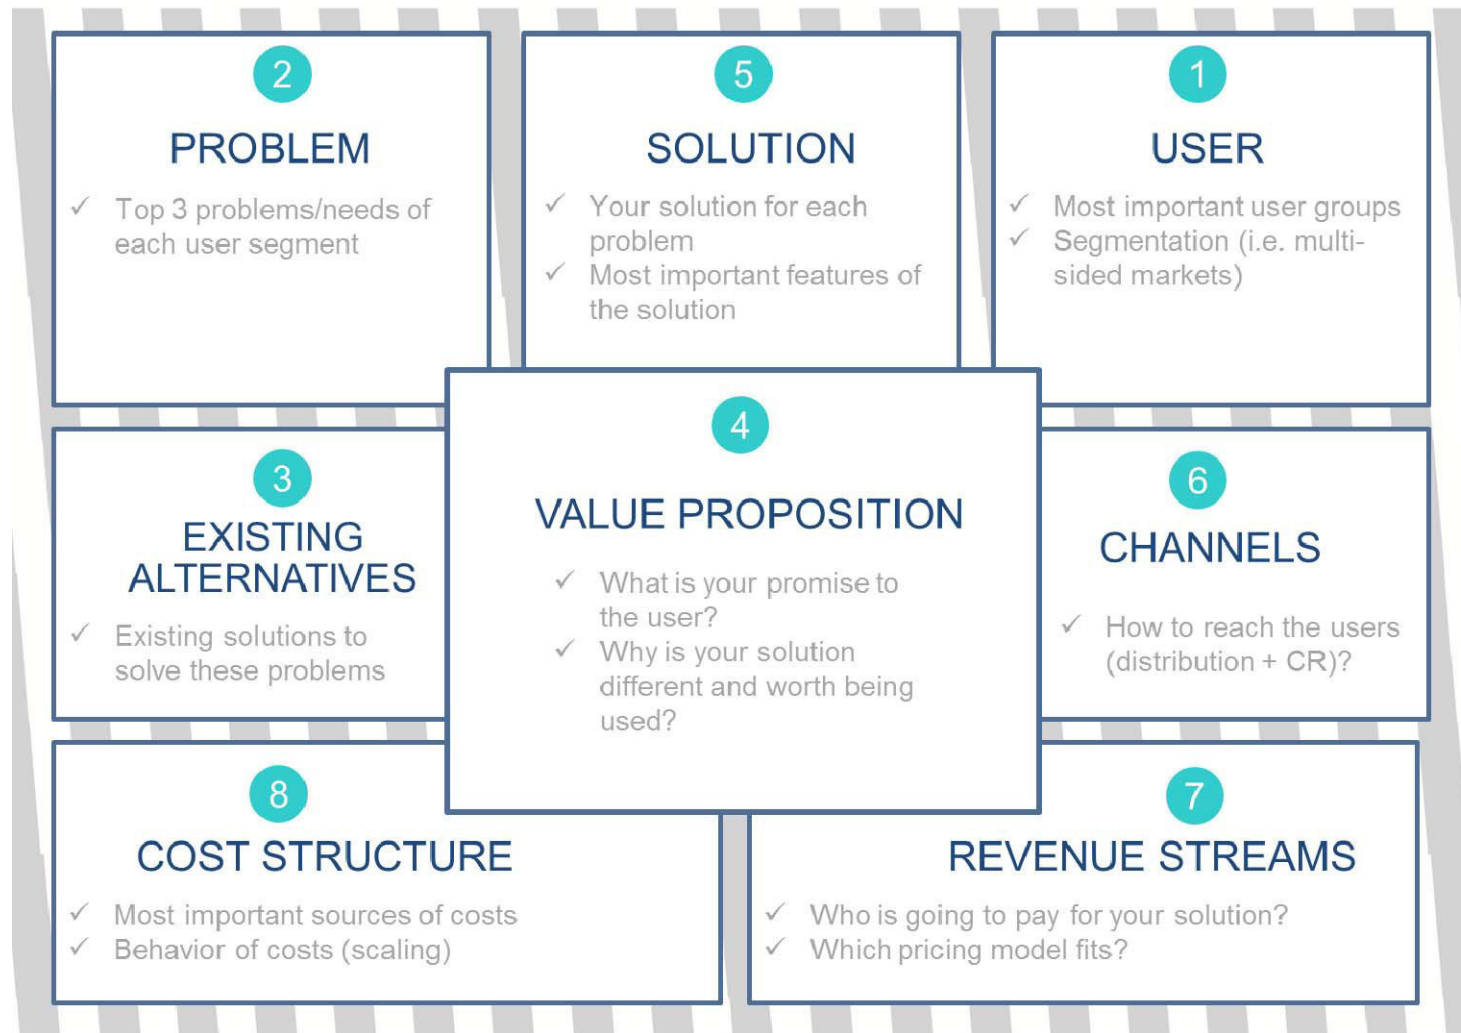 2
PROBLEM
✓ Top 3 problems/needs of
each user segment
5
SOLUTION
✓ Your solution for each
problem
✓ Most important features of
the solution
1
USER
✓ Most important user groups
✓ Segmentation (i.e. multi-
sided markets)
3
EXISTING
ALTERNATIVES
✓ Existing solutions to
solve these problems
4
VALUE PROPOSITION
✓ What is your promise to
the user?
✓ Why is your solution
different and worth being
used?
6
CHANNELS
✓ How to reach the users
(distribution + CR)?
8
COST STRUCTURE
✓ Most important sources of costs
✓ Behavior of costs (scaling)
7
REVENUE STREAMS
✓ Who is going to pay for your solution?
✓ Which pricing model fits?